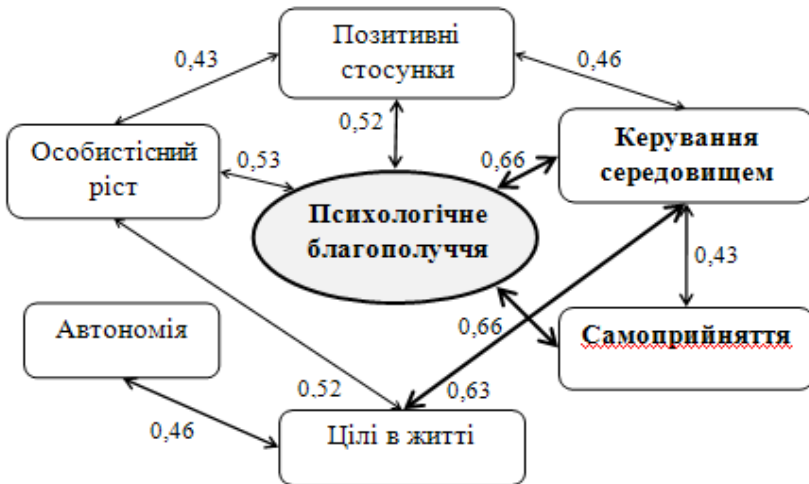 Позитивні
стосунки
0,43
0,46
0,52
Особистісний
ріст
0,53
0,66
Керування
середовищем
Психологічне
благополуччя
0,43
Автономія
0,66
Самоприйняття
0,52
0,63
0,46
Цілі в житті